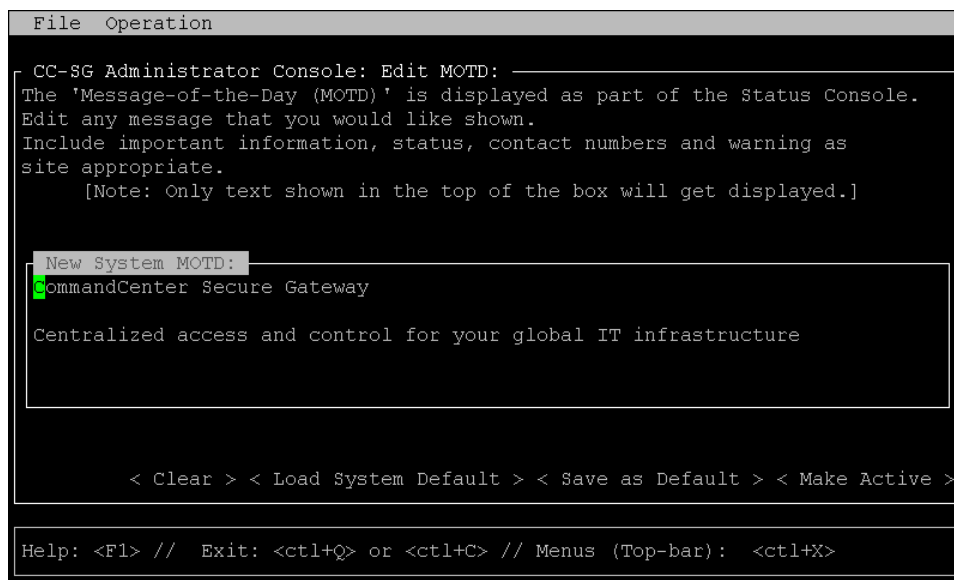 File Operation
CC-SG Administrator Console: Edit MOTD:
The 'Message-of-the-Day (MOTD)' is displayed as part of the Status Console.
Edit any message that you would like shown.
Include important information, status, contact numbers and warning as
site appropriate.
[Note: Only text shown in the top of the box will get displayed.]
New System MOTD:
CommandCenter Secure Gateway
Centralized access and control for your global IT infrastructure
< Clear > < Load System Default > < Save as Default > < Make Active >
Help: <F1> // Exit: <ctl+Q> or <ctl+C> // Menus (Top-bar): <ctl+X>